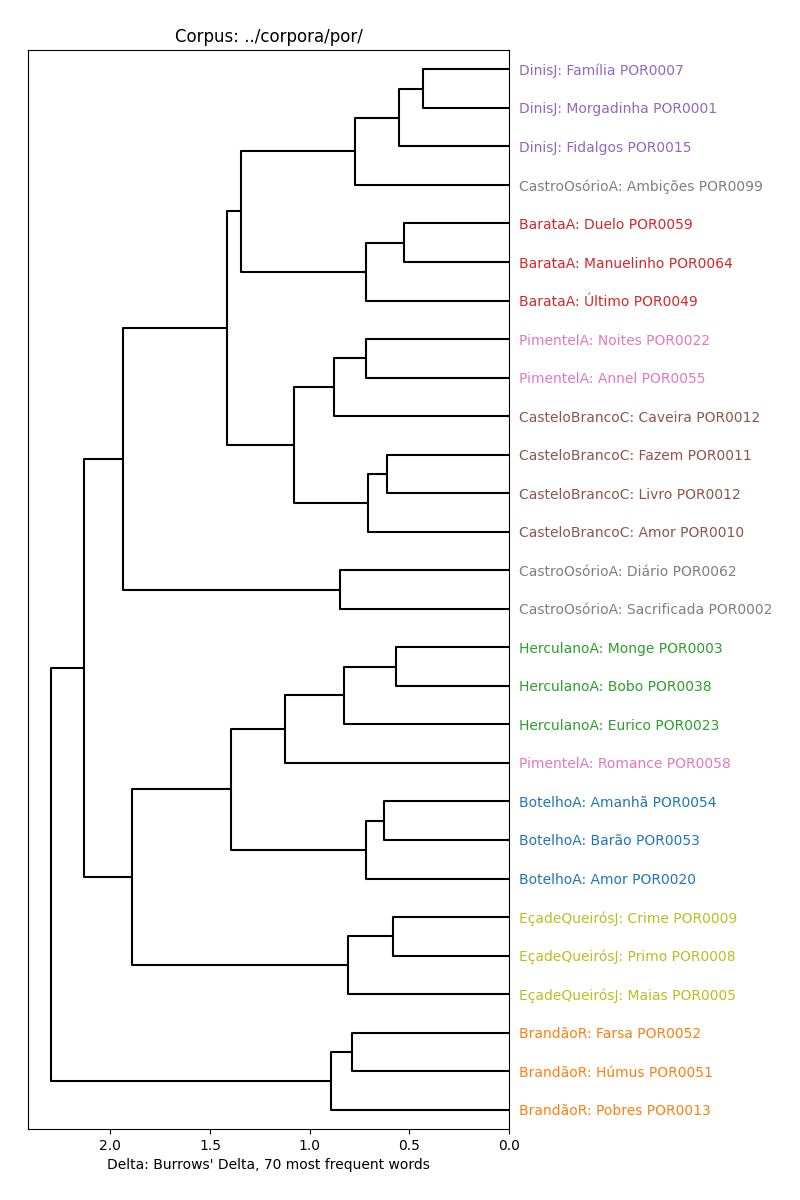 Corpus: ../corpora/por/
DinisJ: Família POR0007
DinisJ: Morgadinha POR0001
DinisJ: Fidalgos POR0015
CastroOsórioA: Ambições POR0099
BarataA: Duelo POR0059
BarataA: Manuelinho POR0064
BarataA: Último POR0049
PimentelA: Noites POR0022
PimentelA: Annel POR0055
CasteloBrancoC: Caveira POR0012
CasteloBrancoC: Fazem POR0011
CasteloBrancoC: Livro POR0012
CasteloBrancoC: Amor POR0010
CastroOsórioA: Diário POR0062
CastroOsórioA: Sacrificada POR0002
HerculanoA: Monge POR0003
HerculanoA: Bobo POR0038
HerculanoA: Eurico POR0023
PimentelA: Romance POR0058
BotelhoA: Amanhã POR0054
BotelhoA: Barão POR0053
BotelhoA: Amor POR0020
EçadeQueirósJ: Crime POR0009
EçadeQueirósJ: Primo POR0008
EçadeQueirósJ: Maias POR0005
BrandãoR: Farsa POR0052
BrandãoR: Húmus POR0051
BrandãoR: Pobres POR0013
2.0 1.5 1.0 0.5 0.0
Delta: Burrows' Delta, 70 most frequent words